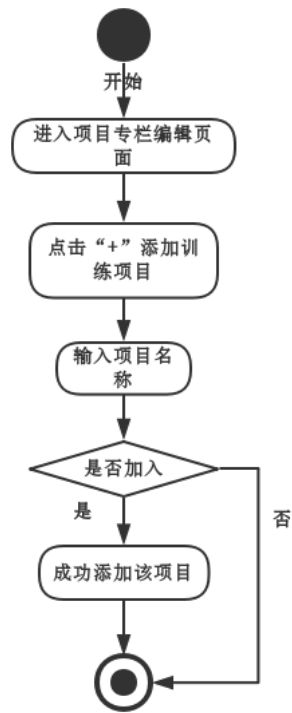 开始
进入项目专栏编辑页
面
点击“+”添加训
练项目
输入项目名
称
是否加入
是
否
成功添加该项目